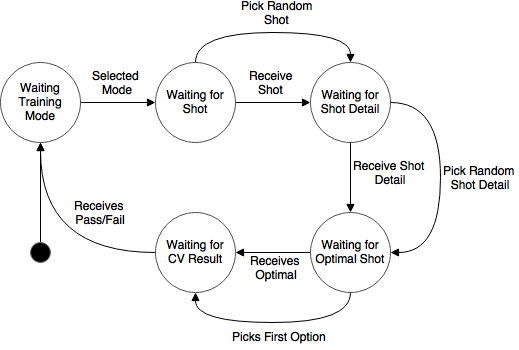 Pick Random
Shot
Waiting
Training
Mode
Selected
Mode
Waiting for
Shot
Receive
Shot
Waiting for
Shot Detail
Receive Shot
Detail
Pick Random
Shot Detail
Receives
Pass/Fail
Waiting for
CV Result
Receives
Optimal
Waiting for
Optimal Shot
Picks First Option